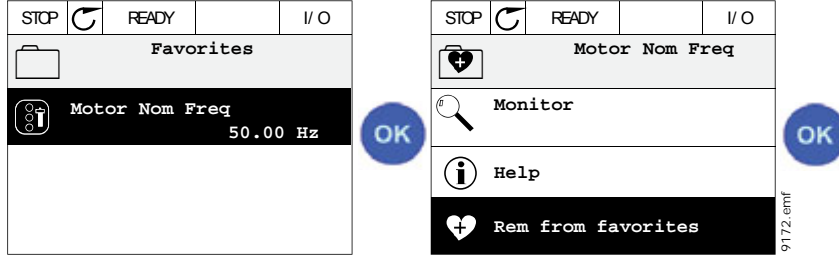 STOP READY I/O
Favorites
Motor Nom Freq
50.00 Hz
OK
STOP READY I/O
Motor Nom Freq
Monitor
Help
Rem from favorites
OK
9172.emf